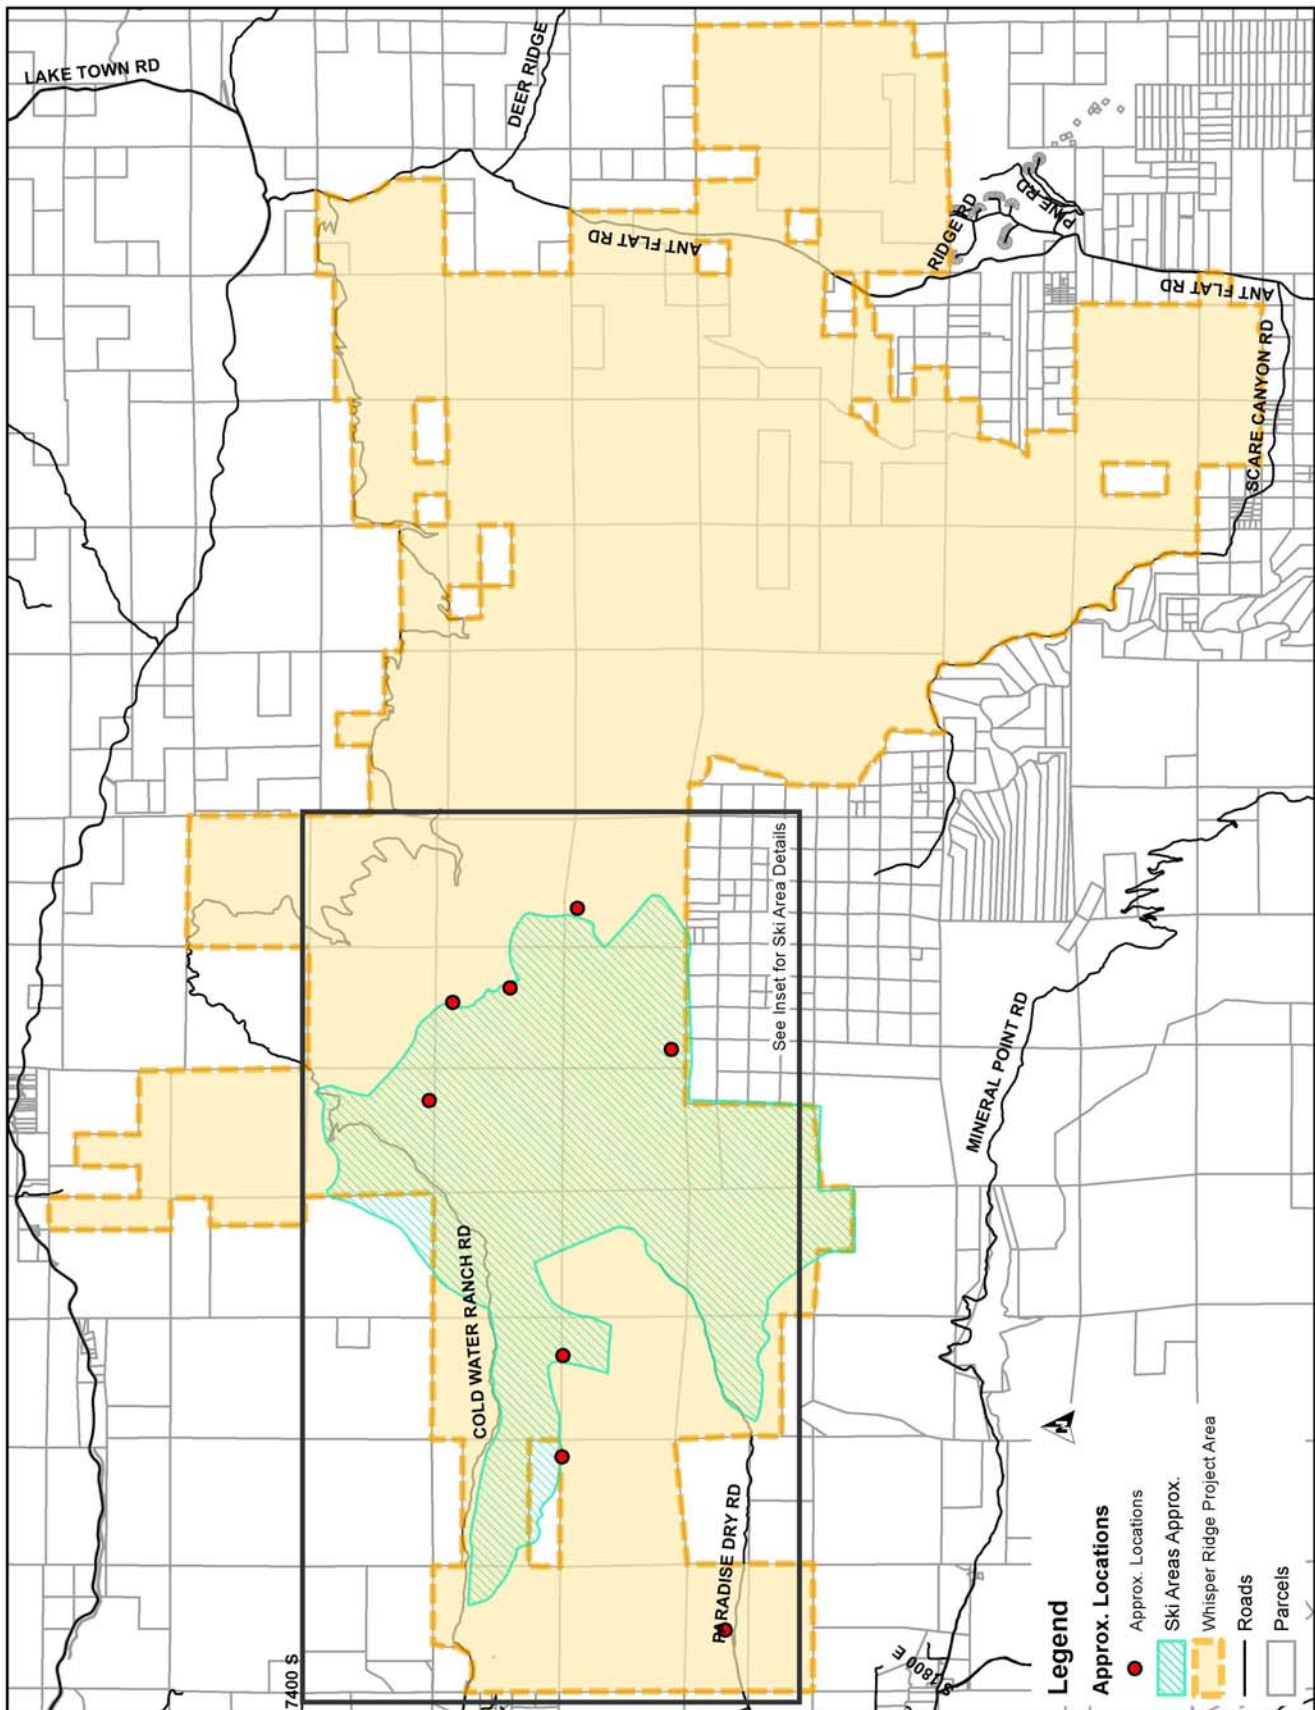 LAKE TOWN RD
DEER RIDGE
ANT FLAT RD
RIDGE RD
PINE RD
ANT FLAT RD
SCARE CANYON RD
See Inset for Ski Area Details
MINERAL POINT RD
COLD WATER RANCH RD
PARADISE DRY RD
7400 S
S 1800 E
Legend
Approx. Locations
Approx. Locations
Ski Areas Approx.
Whisper Ridge Project Area
Roads
Parcels
N